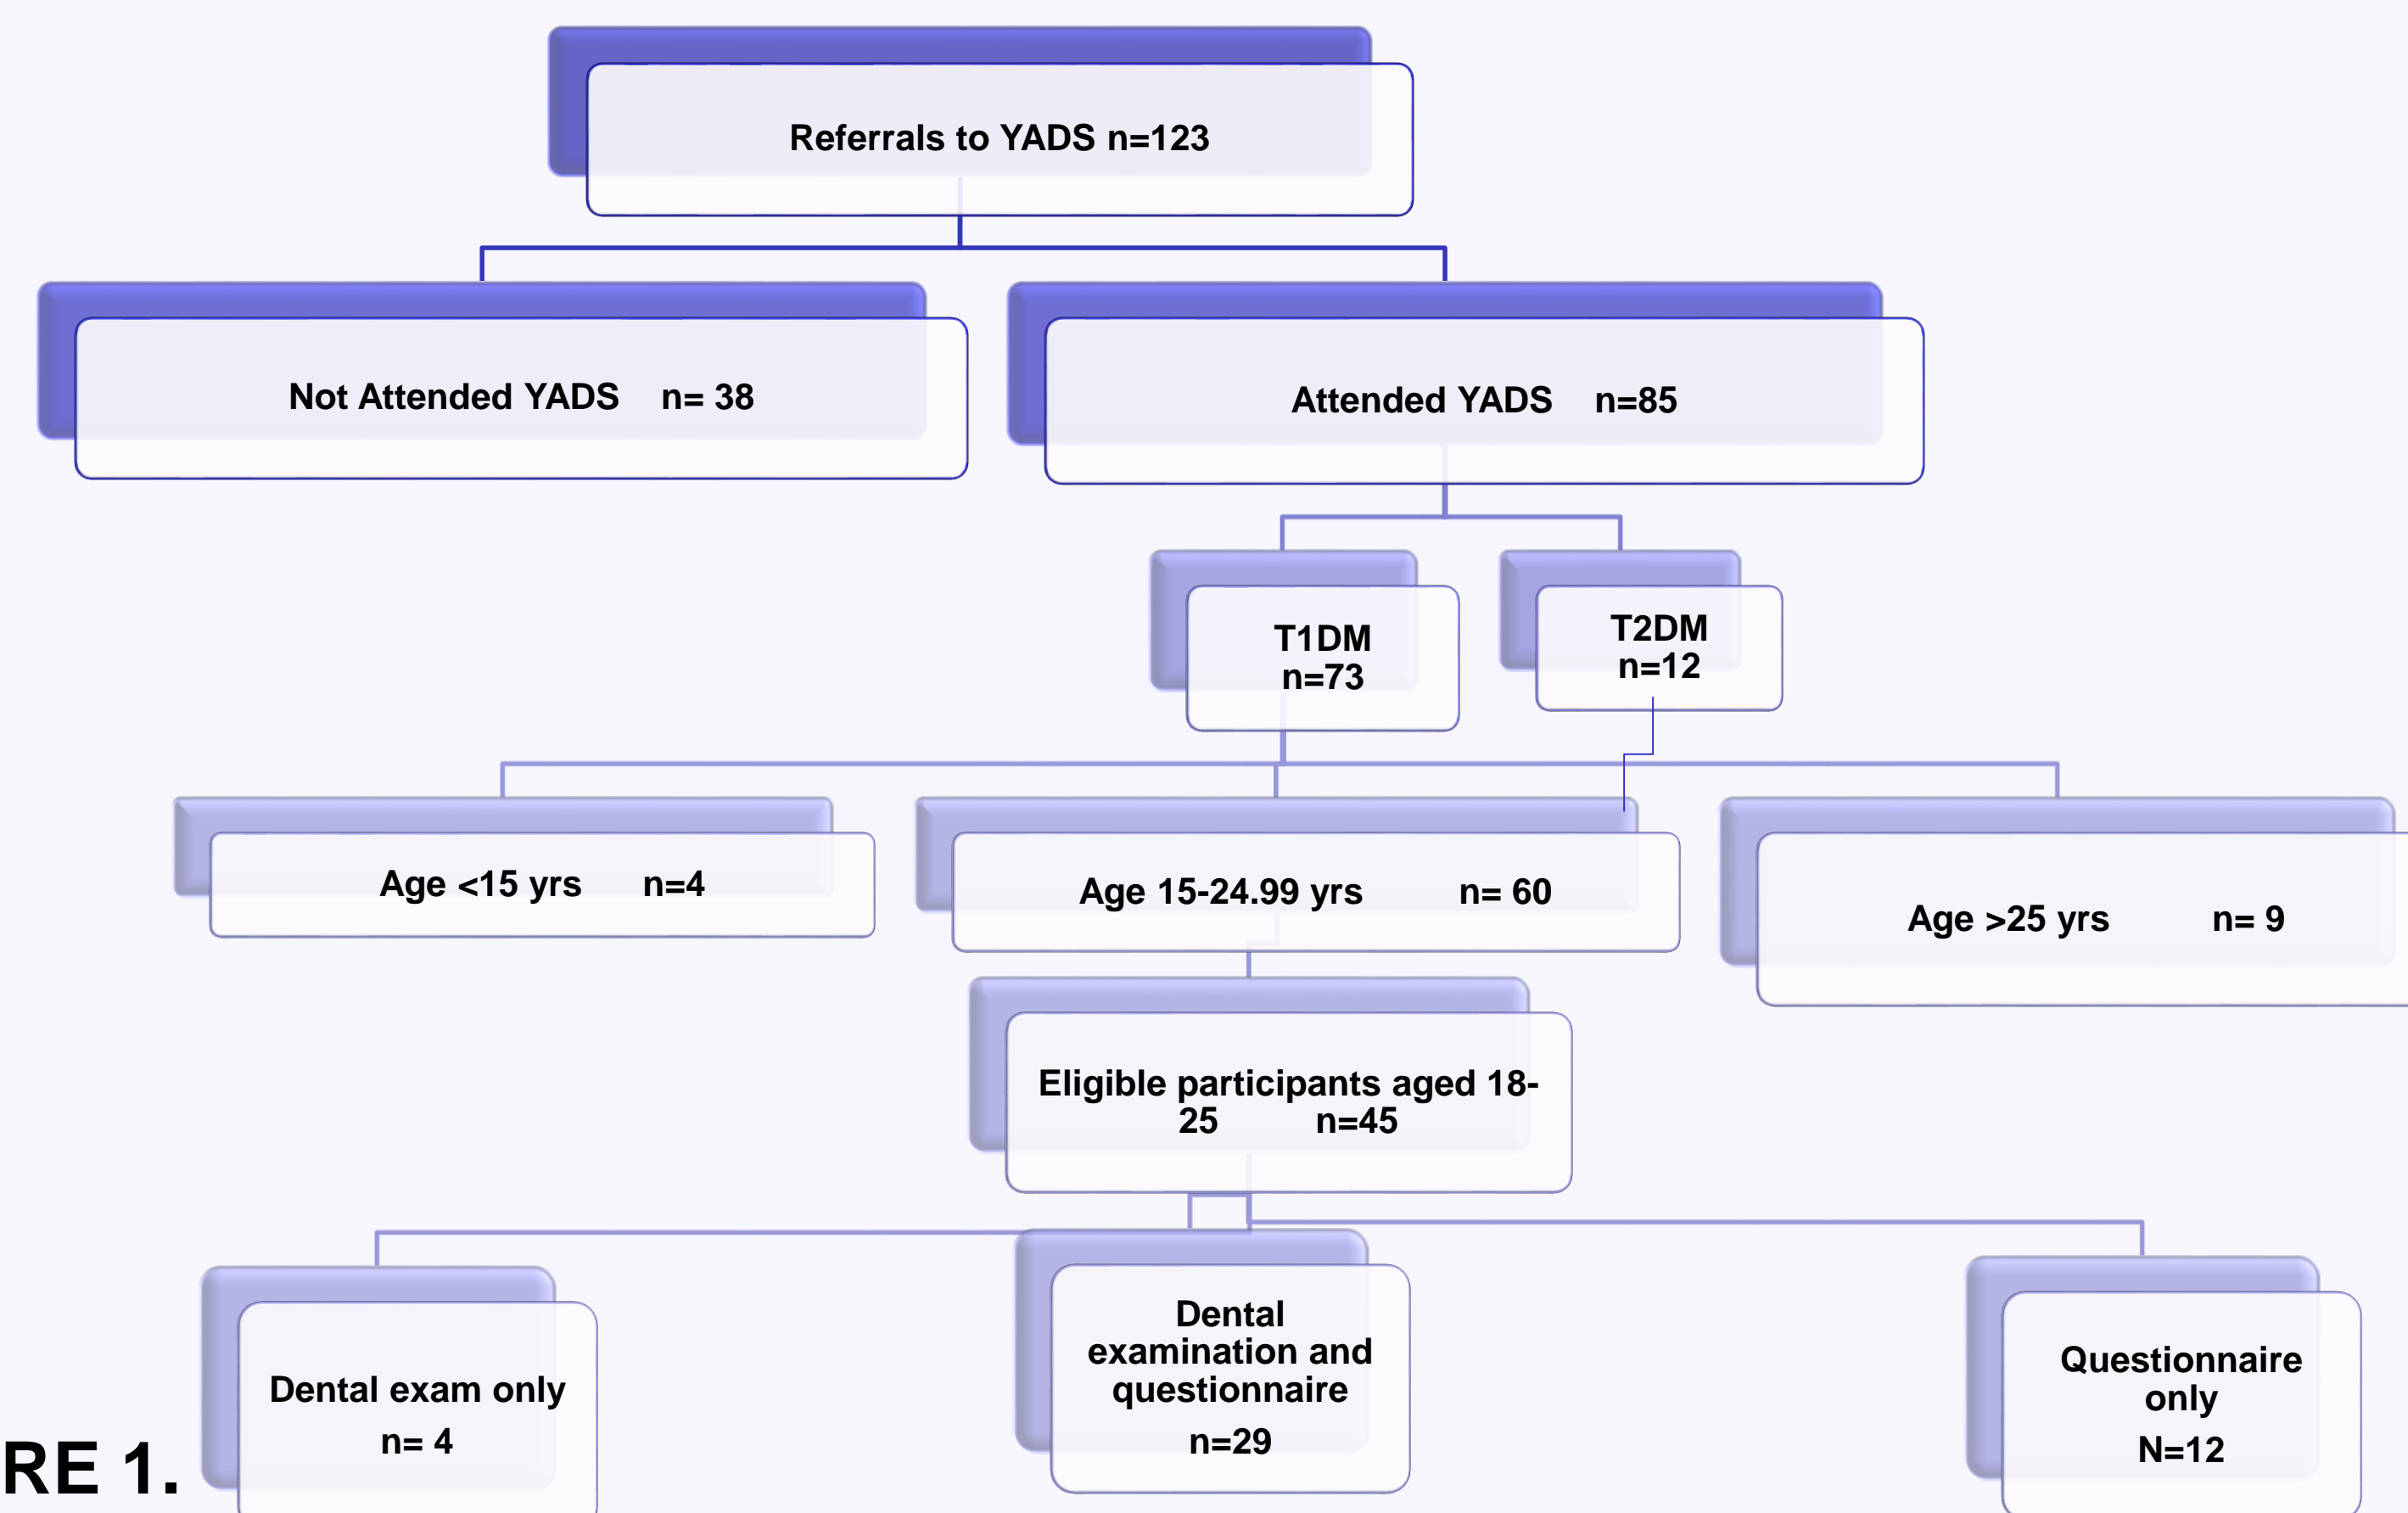 Referrals to YADS n=123
Not Attended YADS n= 38
Attended YADS n=85
T1DM
n=73
T2DM
n=12
Age <15 yrs n=4
Age 15-24.99 yrs n= 60
Age >25 yrs n= 9
Eligible participants aged 18-
25 n=45
Dental exam only
n= 4
Dental
examination and
questionnaire
n=29
Questionnaire
only
N=12
RE 1.